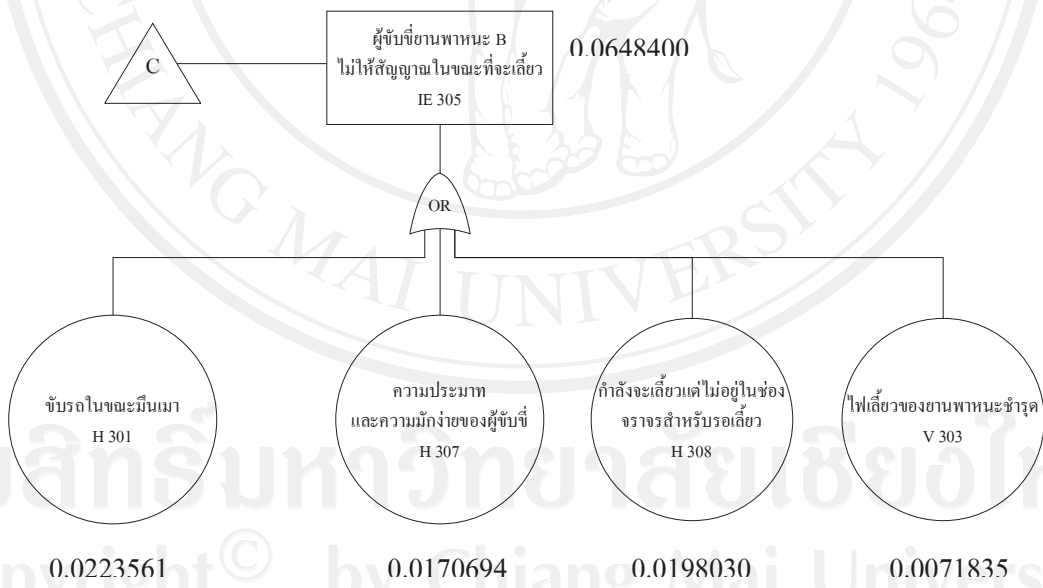 C
ผู้ขับขี่ยานพาหนะ B
ไม่ให้สัญญาณในขณะที่จะเลี้ยว
IE 305
0.0648400
OR
ขับรถในขณะมึนเมา
H 301
ความประมาท
และความมักง่ายของผู้ขับขี่
H 307
กำลังจะเลี้ยวแต่ไม่อยู่ในช่อง
จราจรสำหรับรอเลี้ยว
H 308
ไฟเลี้ยวของยานพาหนะชำรุด
V 303
0.0223561
0.0170694
0.0198030
0.0071835
CHIANG MAI UNIVERSITY 1964